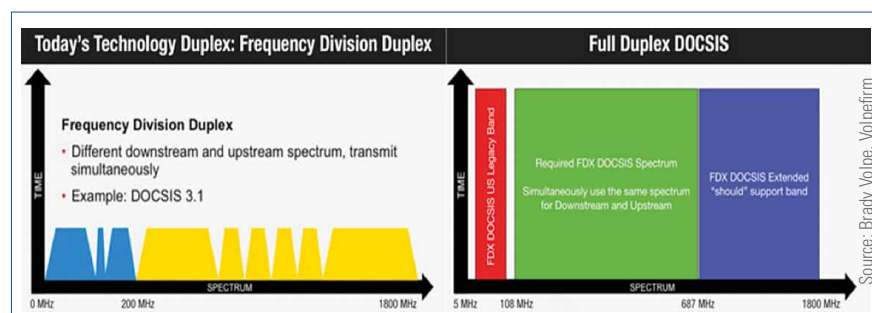 Today's Technology Duplex: Frequency Division Duplex
TIME
Frequency Division Duplex
• Different downstream and upstream spectrum, transmit
simultaneously
• Example: DOCSIS 3.1
SPECTRUM
0 MHz 200 MHz 1800 MHz
Full Duplex DOCSIS
TIME
FDX DOCSIS US Legacy Band
Required FDX DOCSIS Spectrum
Simultaneously use the same spectrum
for Downstream and Upstream
FDX DOCSIS Extended
"should" support band
SPECTRUM
5 MHz 108 MHz 687 MHz 1800 MHz
Source: Brady Volpe, Volpefirm